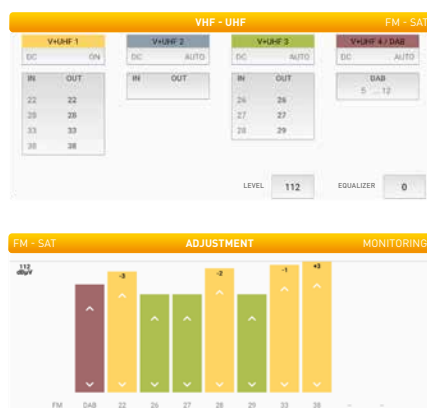 VHF - UHF FM - SAT
V+UHF 1 V+UHF 2 V+UHF 3 V+UHF 4 / DAB
DC ON DC AUTO DC AUTO DC AUTO
IN OUT IN OUT IN OUT DAB
5 ... 12
22 22 26 26
28 28 27 27
33 33 28 29
38 38
LEVEL 112 EQUALIZER 0
FM - SAT ADJUSTMENT MONITORING
112
dBµV
-3 -2 -1 +3
FM DAB 22 26 27 28 29 33 38 - -